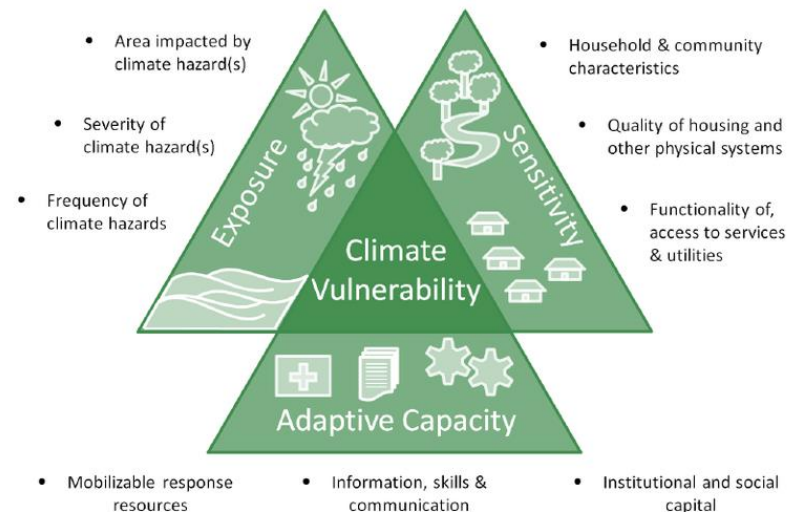 • Area impacted by
climate hazard(s)
• Severity of
climate hazard(s)
• Frequency of
climate hazards
Exposure
• Household & community
characteristics
• Quality of housing and
other physical systems
• Functionality of,
access to services
& utilities
Sensitivity
Climate
Vulnerability
Adaptive Capacity
• Mobilizable response
resources
• Information, skills &
communication
• Institutional and social
capital